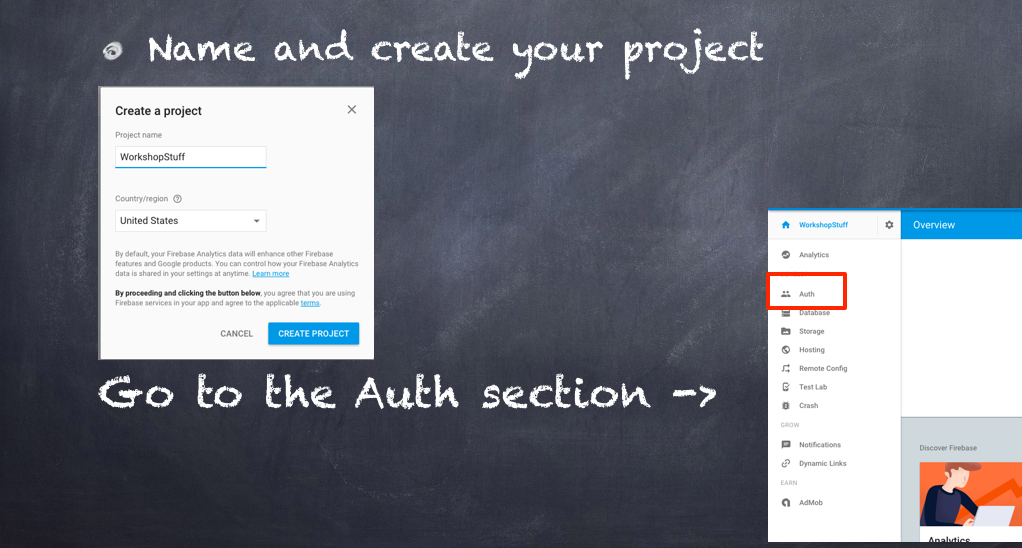 Name and create your project
Create a project
Project name
WorkshopStuff
Country/region
United States
By default, your Firebase Analytics data will enhance other Firebase
features and Google products. You can control how your Firebase Analytics
data is shared in your settings at anytime. Learn more
By proceeding and clicking the button below, you agree that you are using
Firebase services in your app and agree to the applicable terms.
CANCEL CREATE PROJECT
Go to the Auth section ->
WorkshopStuff Overview
Analytics
Auth
Database
Storage
Hosting
Remote Config
Test Lab
Crash
GROW
Notifications
Dynamic Links
EARN
AdMob
Discover Firebase
Analytics